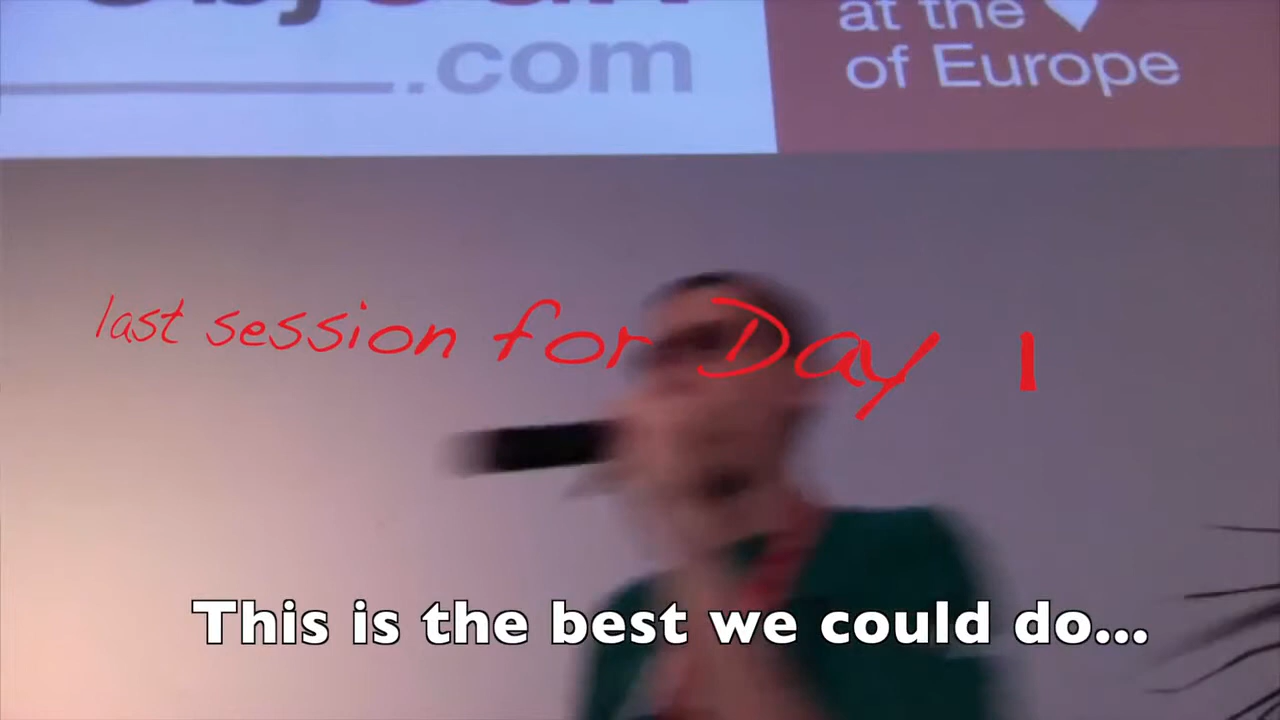 .com
at the
of Europe
last session for Day 1
This is the best we could do...